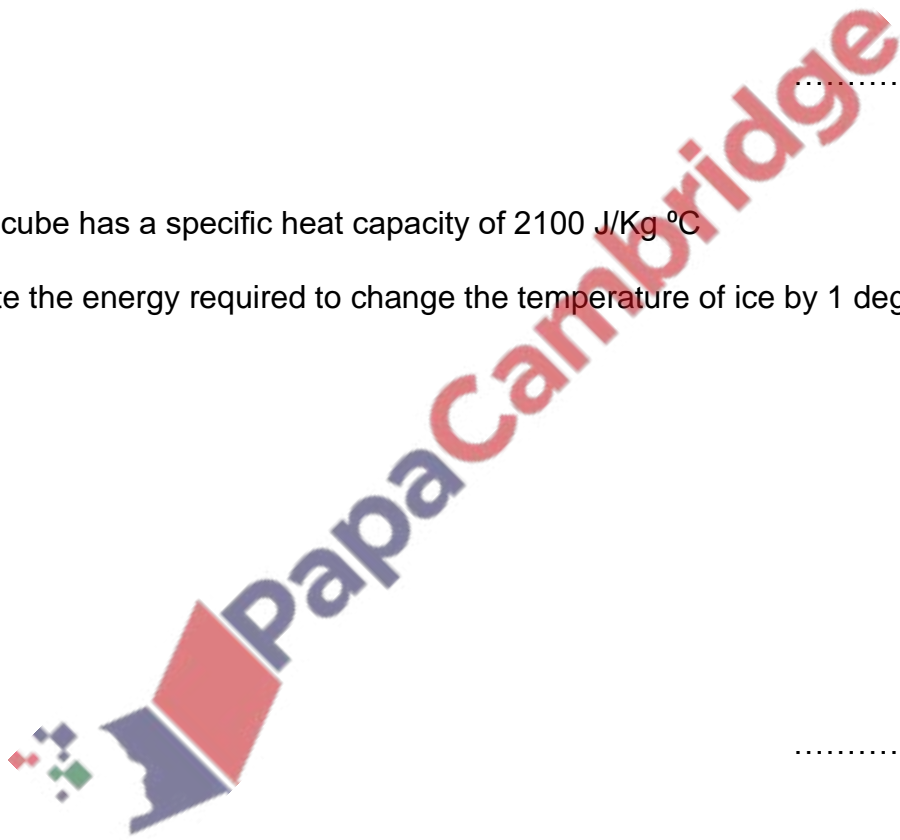 ..........
cube has a specific heat capacity of 2100 J/Kg ºC
te the energy required to change the temperature of ice by 1 deg
PapaCambridge
..........